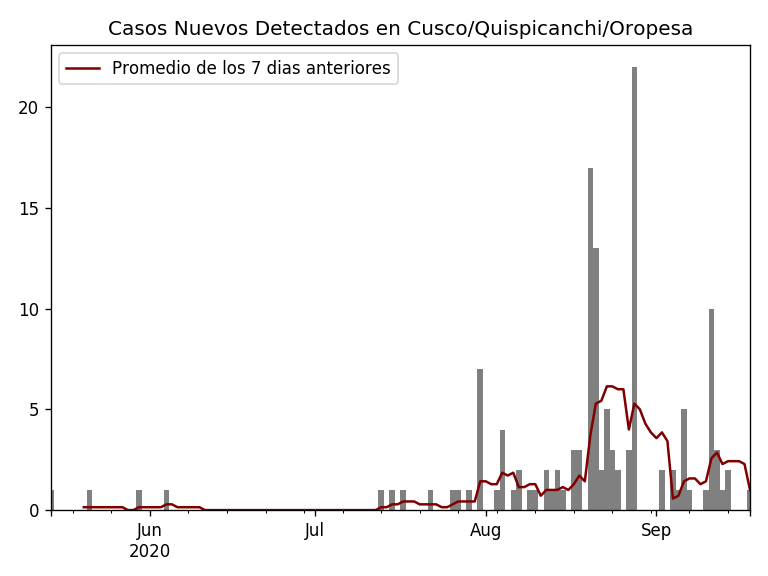 Casos Nuevos Detectados en Cusco/Quispicanchi/Oropesa
Promedio de los 7 dias anteriores
20
15
10
5
0
Jun Jul Aug Sep
2020